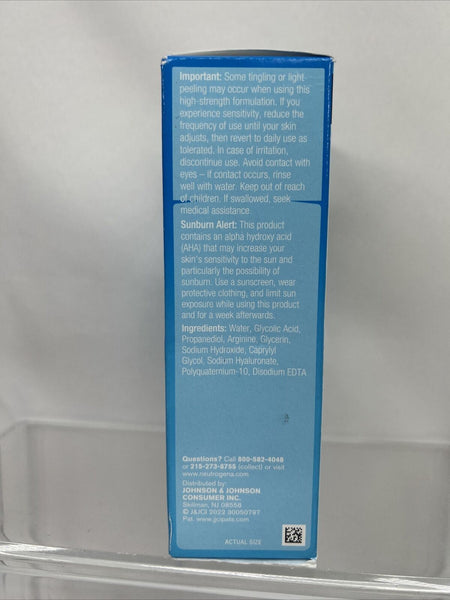 Important: Some tingling or light
peeling may occur when using this
high-strength formulation. If you
experience sensitivity, reduce the
frequency of use until your skin
adjusts, then revert to daily use as
tolerated. In case of irritation,
discontinue use. Avoid contact with
eyes – If contact occurs, rinse
well with water. Keep out of reach
of children. If swallowed, seek
medical assistance.
Sunburn Alert: This product
contains an alpha hydroxy acid
(AHA) that may increase your
skin's sensitivity to the sun and
particularly the possibility of
sunburn. Use a sunscreen, wear
protective clothing, and limit sun
exposure while using this product
and for a week afterwards.
Ingredients: Water, Glycolic Acid,
Propanediol, Arginine, Glycerin,
Sodium Hydroxide, Caprylyl
Glycol, Sodium Hyaluronate,
Polyquaternium-10, Disodium EDTA
Questions? Call 800-582-4048
or 215-273-8755 (collect) or visit
www.neutrogena.com
Distributed by:
JOHNSON & JOHNSON
CONSUMER INC.
Skillman, NJ 08558
© J&JCI 2022 30050797
Pat. www.jjcipats.com
ACTUAL SIZE